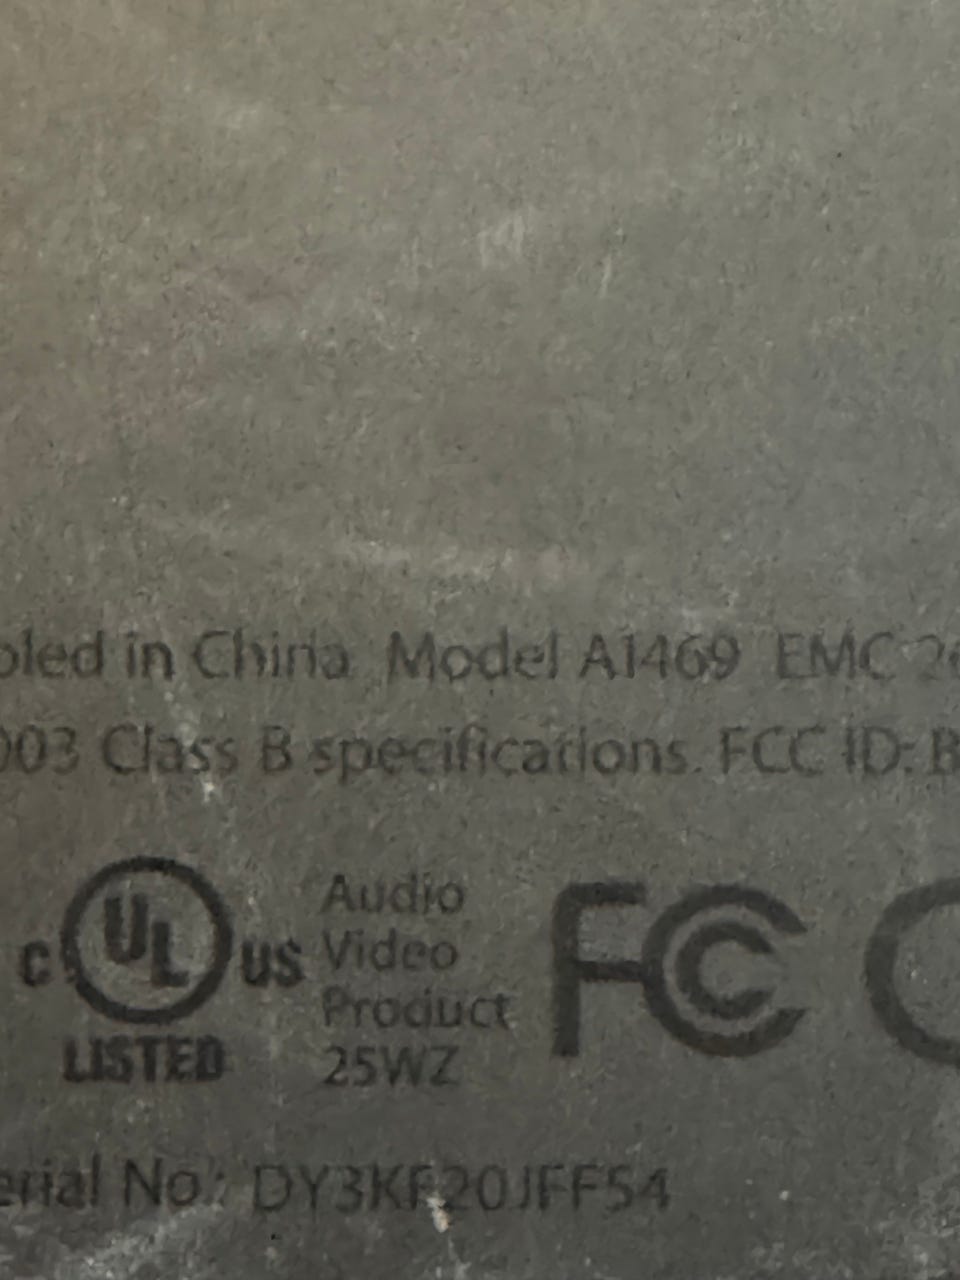 bled in China Model A1469 EMC 26
003 Class B specifications. FCC ID: B
C UL US
LISTED
Audio
Video
Product
25WZ
FC
erial No.: DY3KF20JFF54